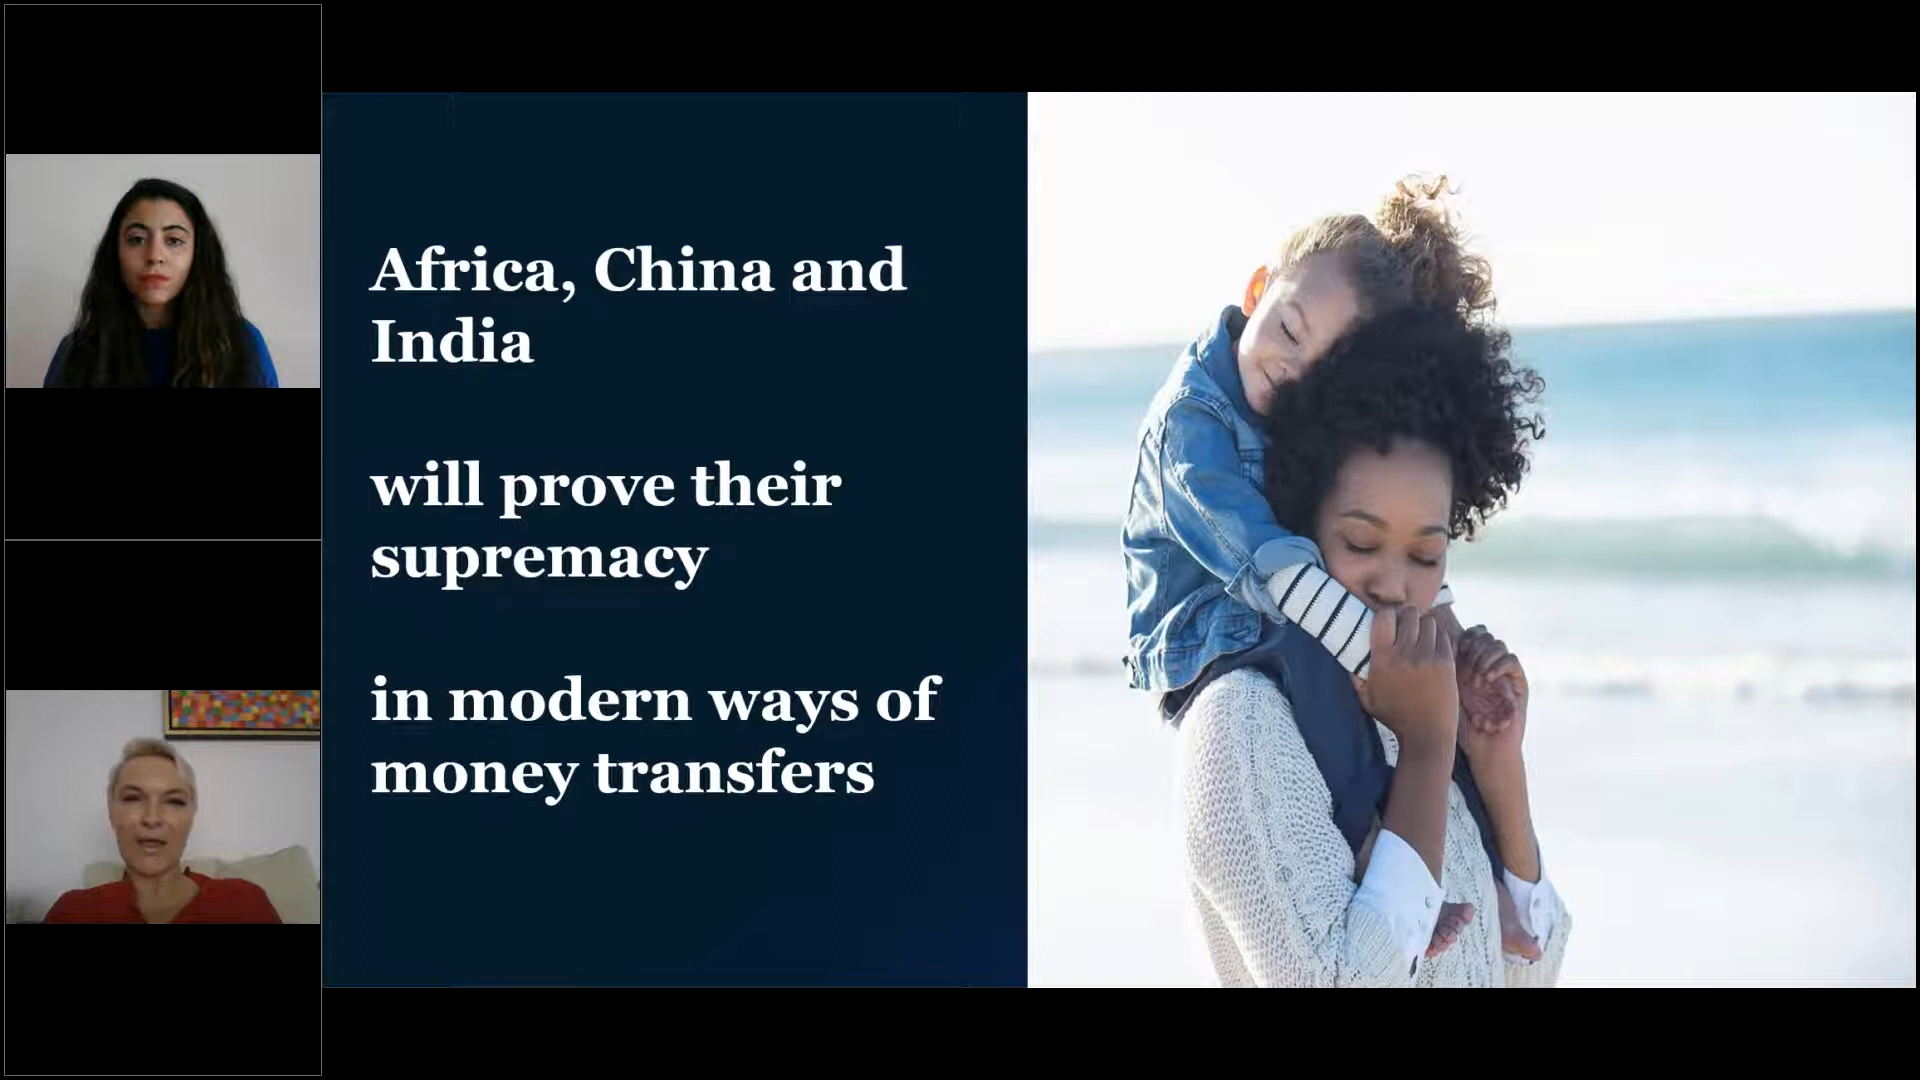 Africa, China and
India
will prove their
supremacy
in modern ways of
money transfers